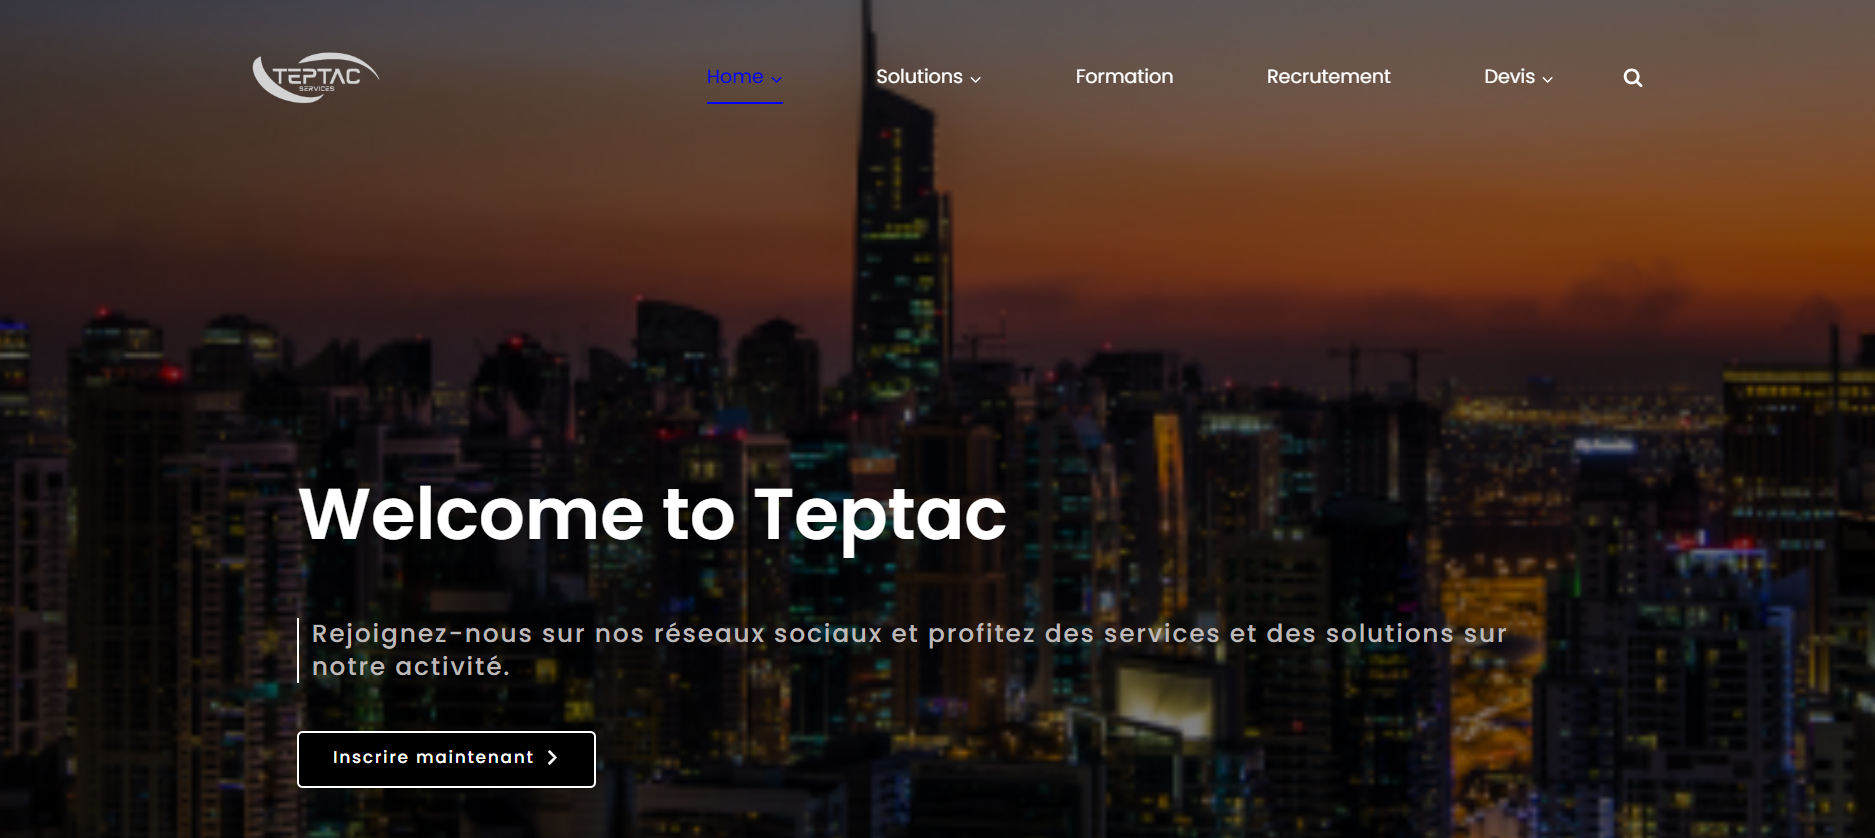 TEPTAC
SERVICES
Home
Solutions
Formation
Recrutement
Devis
Welcome to Teptac
Rejoignez-nous sur nos réseaux sociaux et profitez des services et des solutions sur
notre activité.
Inscrire maintenant